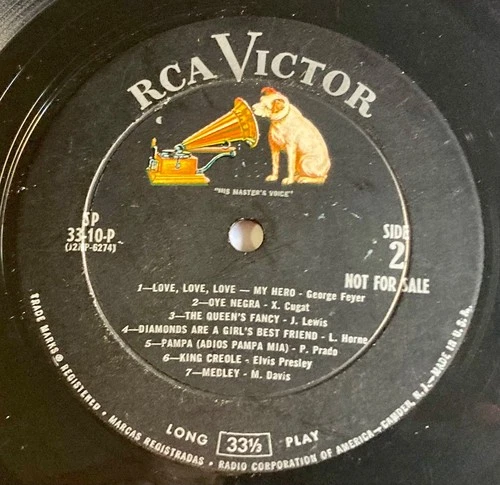 RCA VICTOR
"HIS MASTER'S VOICE"
SP
33-10-P
(J2NP-6274)
SIDE
2
NOT FOR SALE
1—LOVE, LOVE, LOVE — MY HERO - George Feyer
2—OYE NEGRA - X. Cugat
3—THE QUEEN'S FANCY - J. Lewis
4—DIAMONDS ARE A GIRL'S BEST FRIEND - L. Horne
5—PAMPA (ADIOS PAMPA MIA) - P. Prado
6—KING CREOLE - Elvis Presley
7—MEDLEY - M. Davis
LONG 33⅓ PLAY
TRADE MARKS ® REGISTERED • MARCAS REGISTRADAS • RADIO CORPORATION OF AMERICA—CAMDEN, N. J.—MADE IN U.S.A.